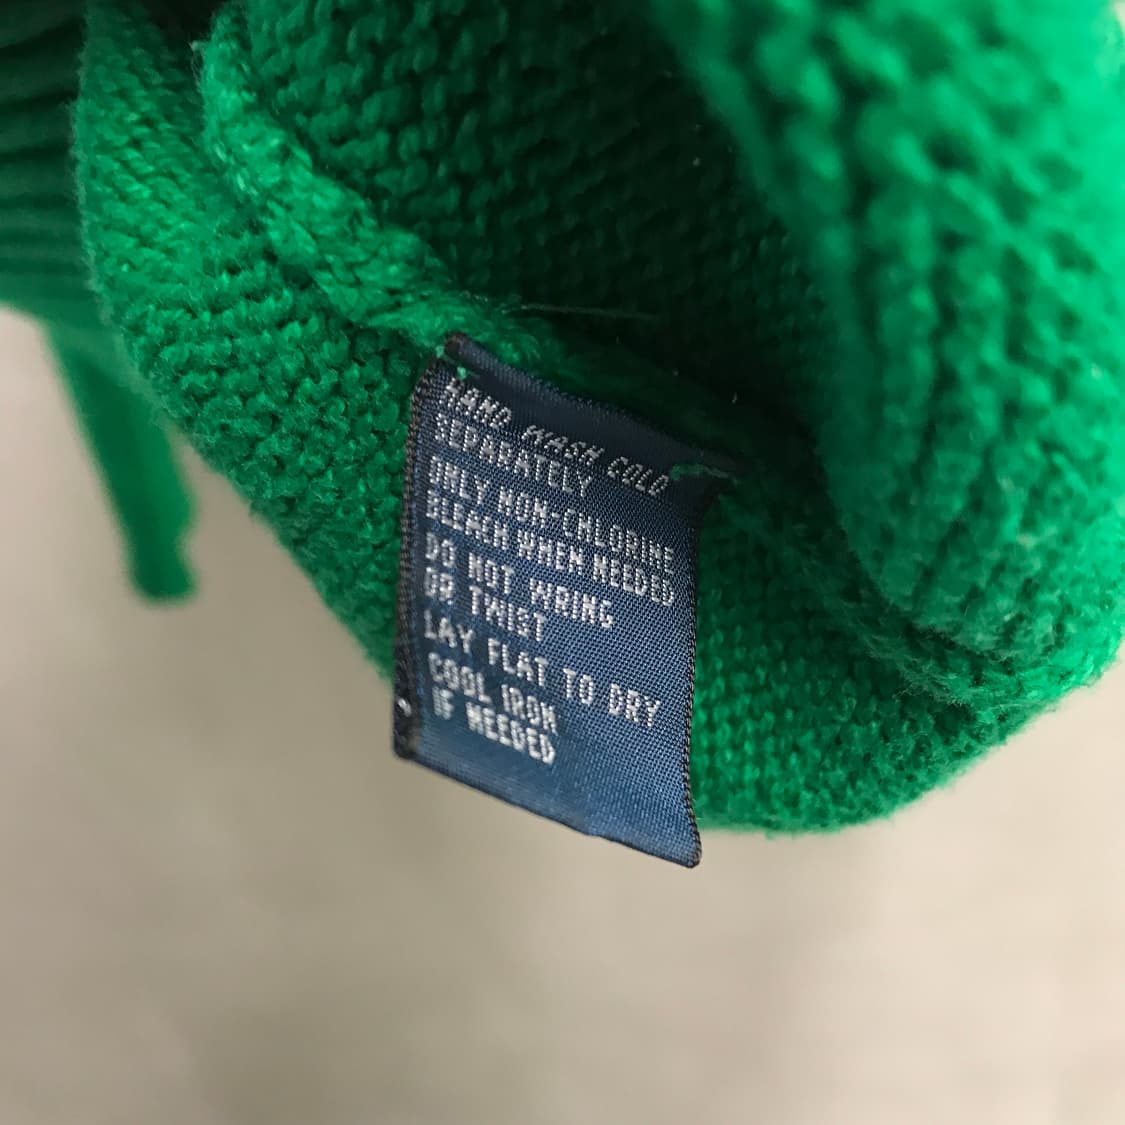 HAND WASH COLD
SEPARATELY
ONLY NON-CHLORINE
BLEACH WHEN NEEDED
DO NOT WRING
OR TWIST
LAY FLAT TO DRY
COOL IRON
IF NEEDED